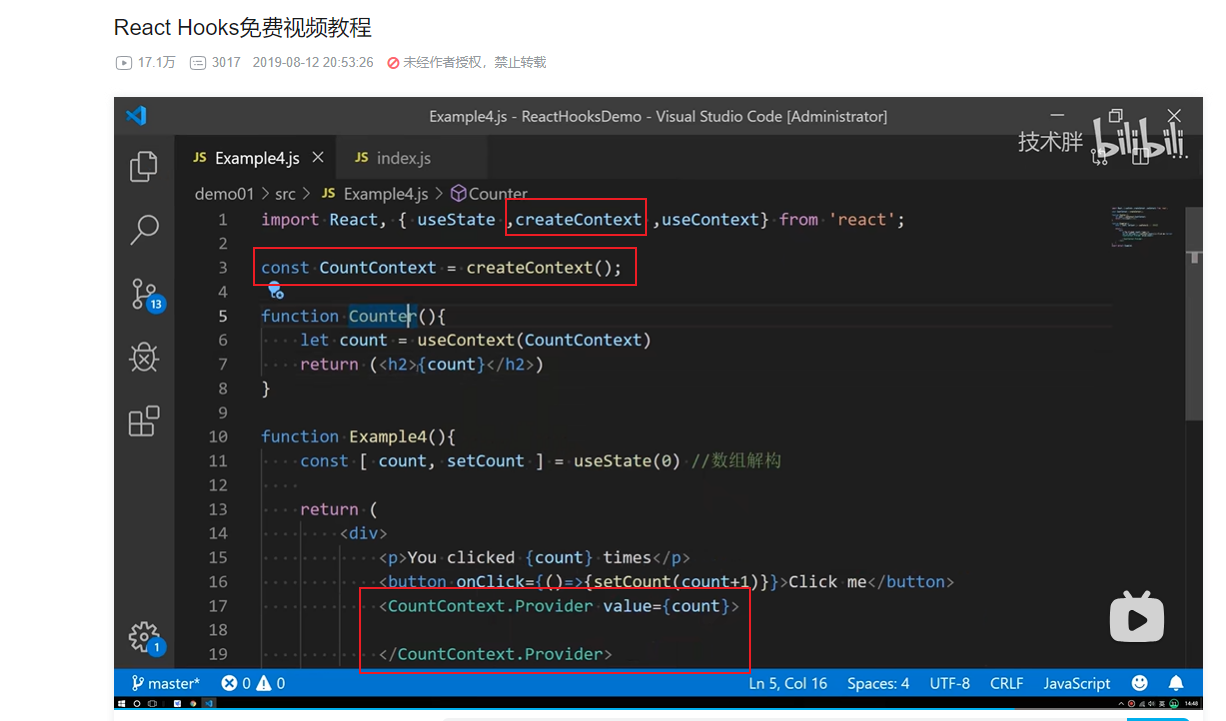 React Hooks免费视频教程
17.1万 3017 2019-08-12 20:53:26 未经作者授权，禁止转载
Example4.js - ReactHooksDemo - Visual Studio Code [Administrator]
技术胖 bilibili
JS Example4.js JS index.js
demo01 > src > JS Example4.js > Counter
1 import React, { useState ,createContext ,useContext} from 'react';
2
3 const CountContext = createContext();
4
5 function Counter(){
6 let count = useContext(CountContext)
7 return (<h2>{count}</h2>)
8 }
9
10 function Example4(){
11 const [ count, setCount ] = useState(0) //数组解构
12
13 return (
14 <div>
15 <p>You clicked {count} times</p>
16 <button onClick={()=>{setCount(count+1)}}>Click me</button>
17 <CountContext.Provider value={count}>
18
19 </CountContext.Provider>
13
1
master* 0 0 Ln 5, Col 16 Spaces: 4 UTF-8 CRLF JavaScript
14:48